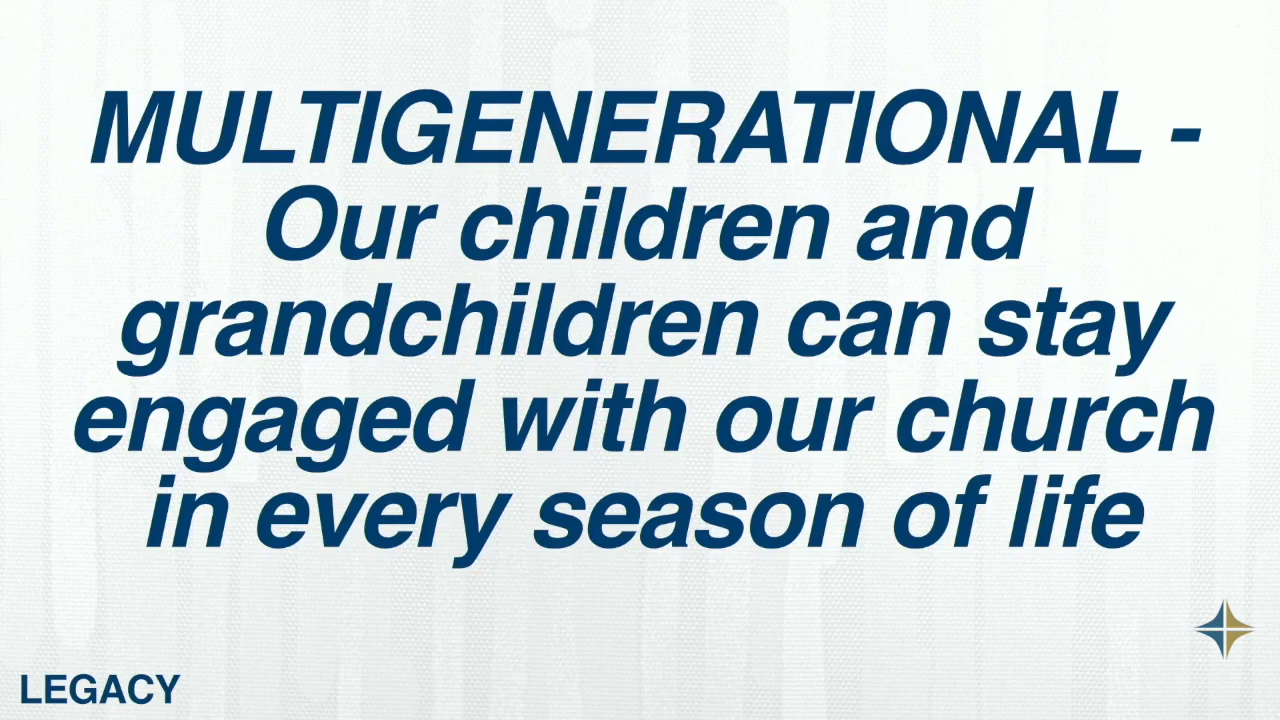 MULTIGENERATIONAL -
Our children and
grandchildren can stay
engaged with our church
in every season of life
LEGACY